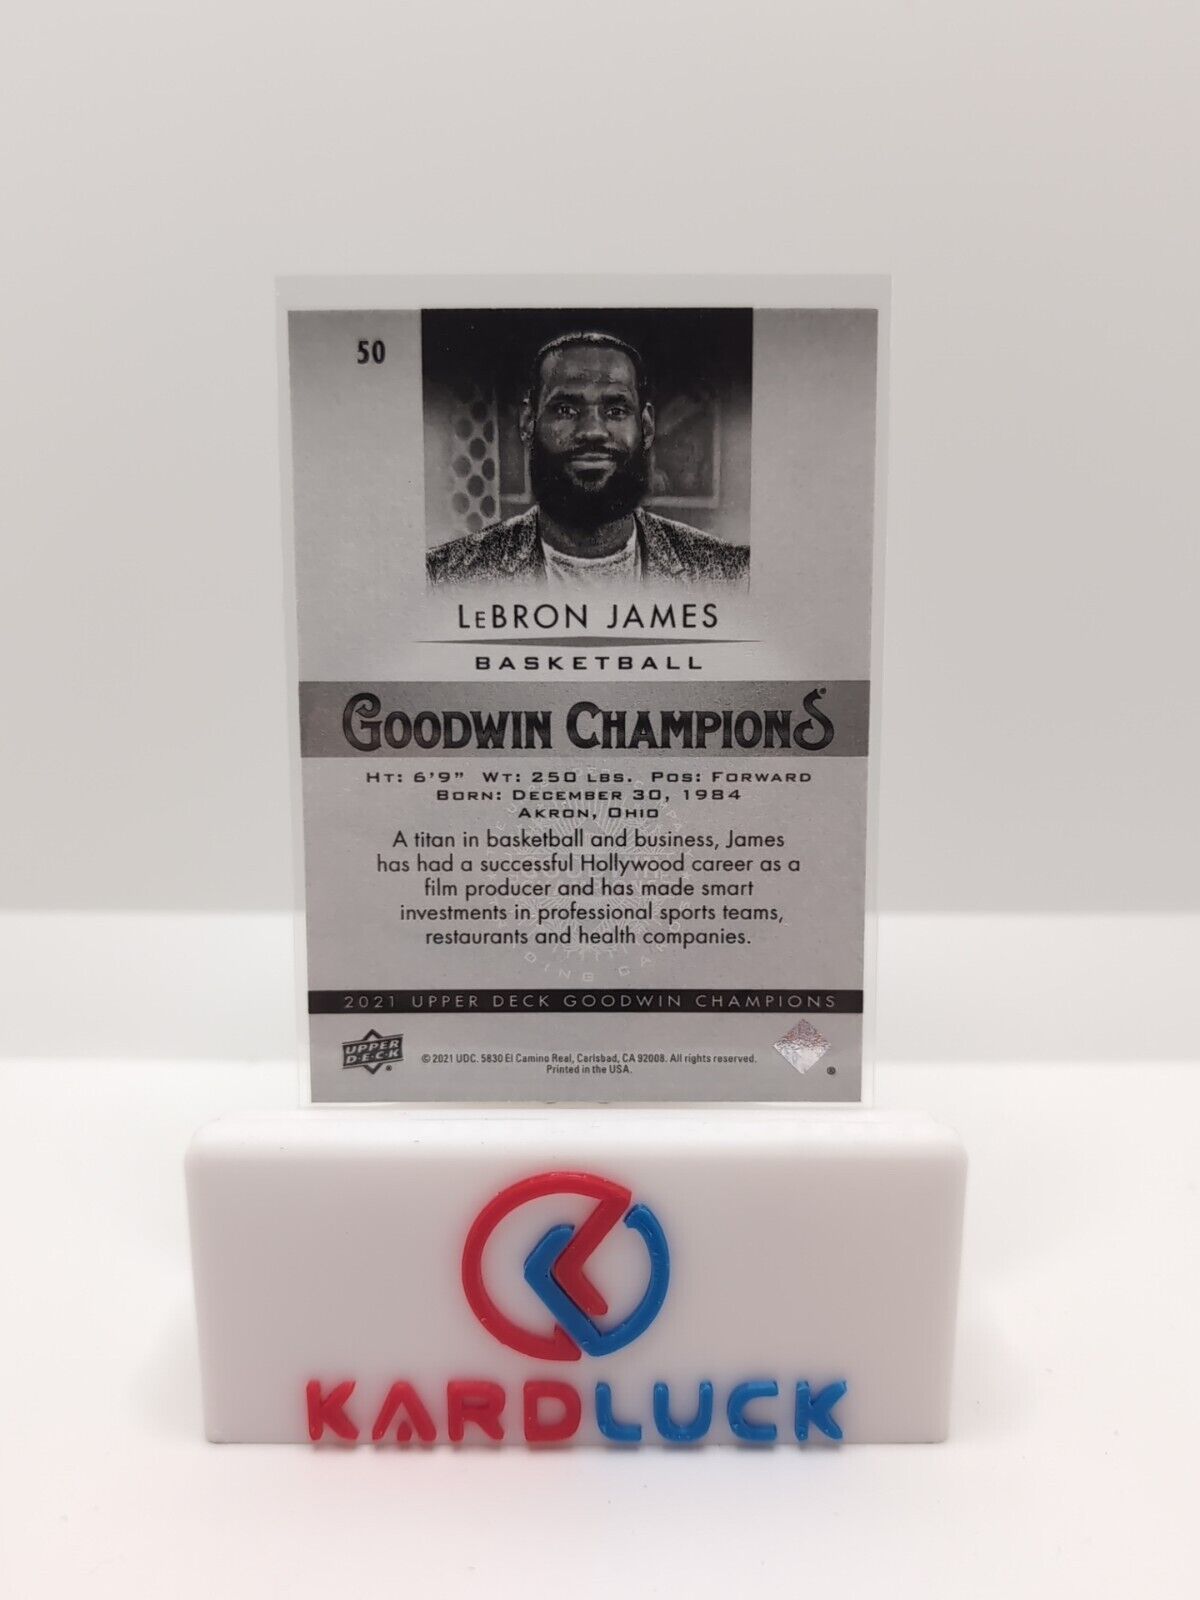 50
LeBRON JAMES
BASKETBALL
GOODWIN CHAMPIONS®
HT: 6'9" WT: 250 LBS. POS: FORWARD
BORN: DECEMBER 30, 1984
AKRON, OHIO
A titan in basketball and business, James
has had a successful Hollywood career as a
film producer and has made smart
investments in professional sports teams,
restaurants and health companies.
2021 UPPER DECK GOODWIN CHAMPIONS
UPPER
D·E·C·K ®
© 2021 UDC. 5830 El Camino Real, Carlsbad, CA 92008. All rights reserved.
Printed in the USA.
®
KARDLUCK